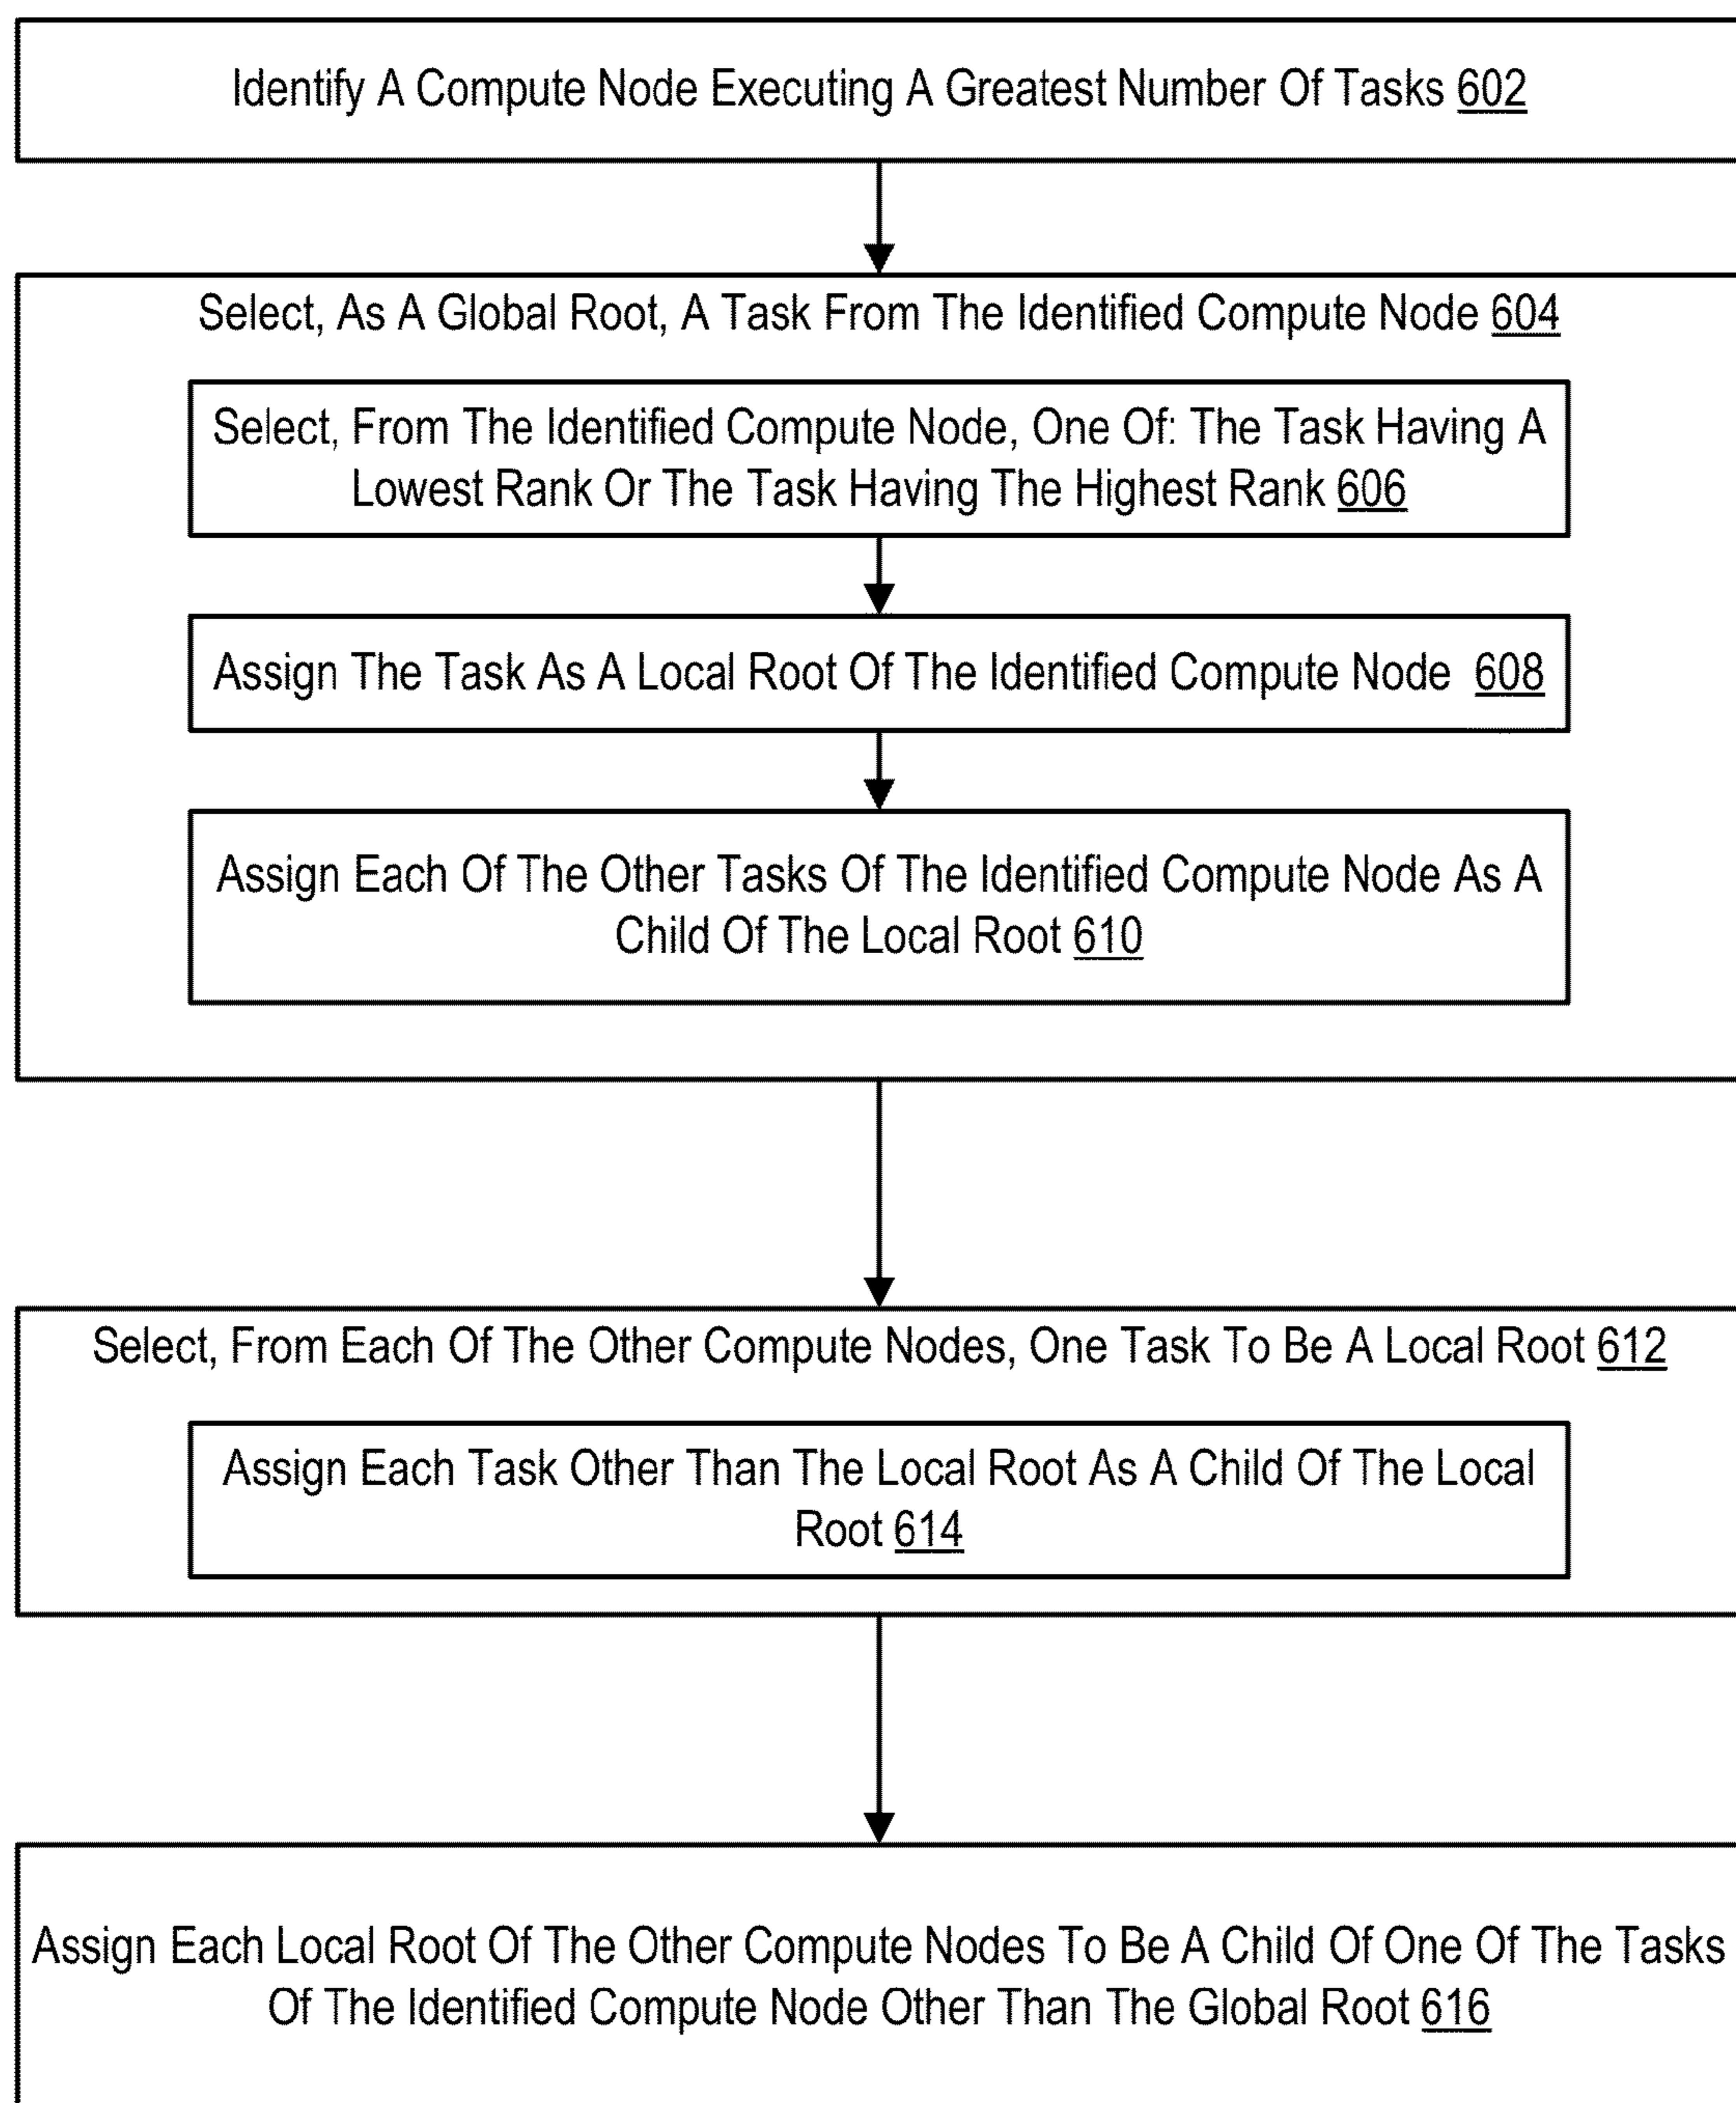 Identify A Compute Node Executing A Greatest Number Of Tasks 602
Select, As A Global Root, A Task From The Identified Compute Node 604
Select, From The Identified Compute Node, One Of: The Task Having A
Lowest Rank Or The Task Having The Highest Rank 606
Assign The Task As A Local Root Of The Identified Compute Node 608
Assign Each Of The Other Tasks Of The Identified Compute Node As A
Child Of The Local Root 610
Select, From Each Of The Other Compute Nodes, One Task To Be A Local Root 612
Assign Each Task Other Than The Local Root As A Child Of The Local
Root 614
Assign Each Local Root Of The Other Compute Nodes To Be A Child Of One Of The Tasks
Of The Identified Compute Node Other Than The Global Root 616